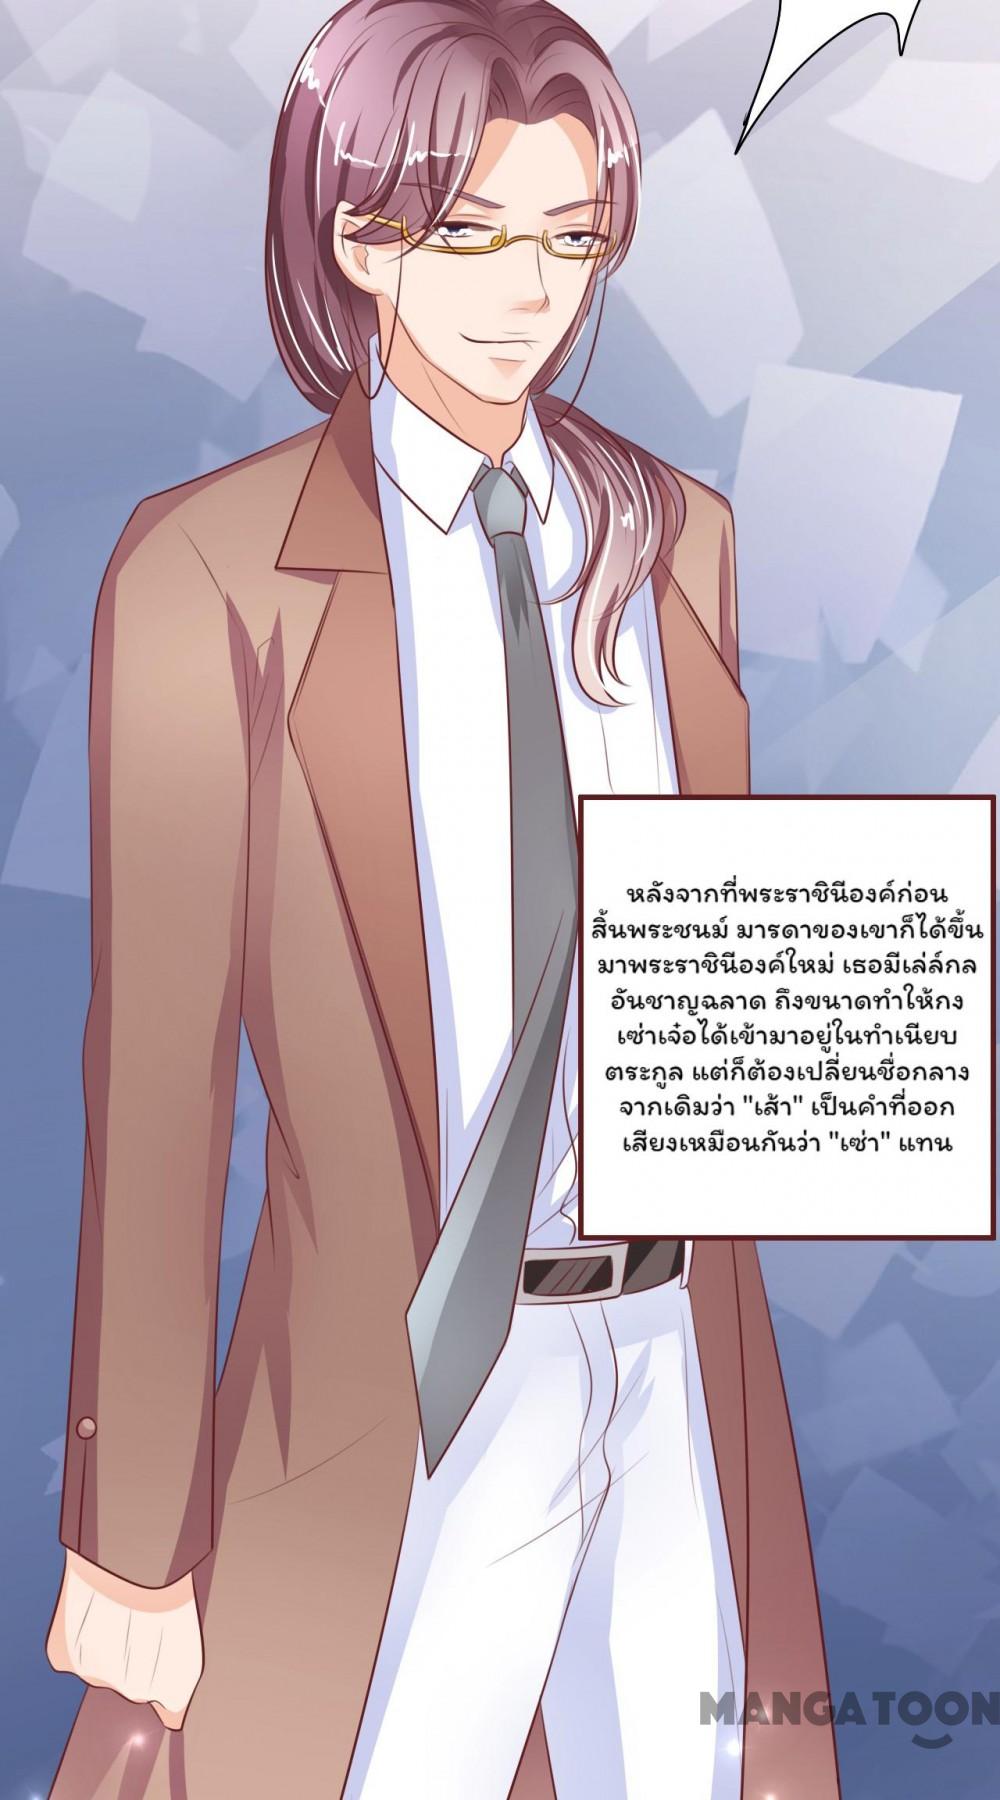 หลังจากที่พระราชินีองค์ก่อน
สิ้นพระชนม์ มารดาของเขาก็ได้ขึ้น
มาพระราชินีองค์ใหม่ เธอมีเล่ล์กล
อันชาญฉลาด ถึงขนาดทำให้กง
เซ่าเจ๋อได้เข้ามาอยู่ในทำเนียบ
ตระกูล แต่ก็ต้องเปลี่ยนชื่อกลาง
จากเดิมว่า "เส้า" เป็นคำที่ออก
เสียงเหมือนกันว่า "เซ่า" แทน
MANGATOON